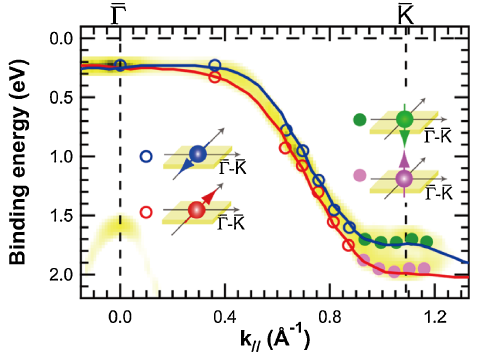 Γ̅ K̅
0.0
0.5
1.0
1.5
2.0
Binding energy (eV)
Γ̅-K̅
Γ̅-K̅
Γ̅-K̅
Γ̅-K̅
0.0 0.4 0.8 1.2
k// (Å⁻¹)